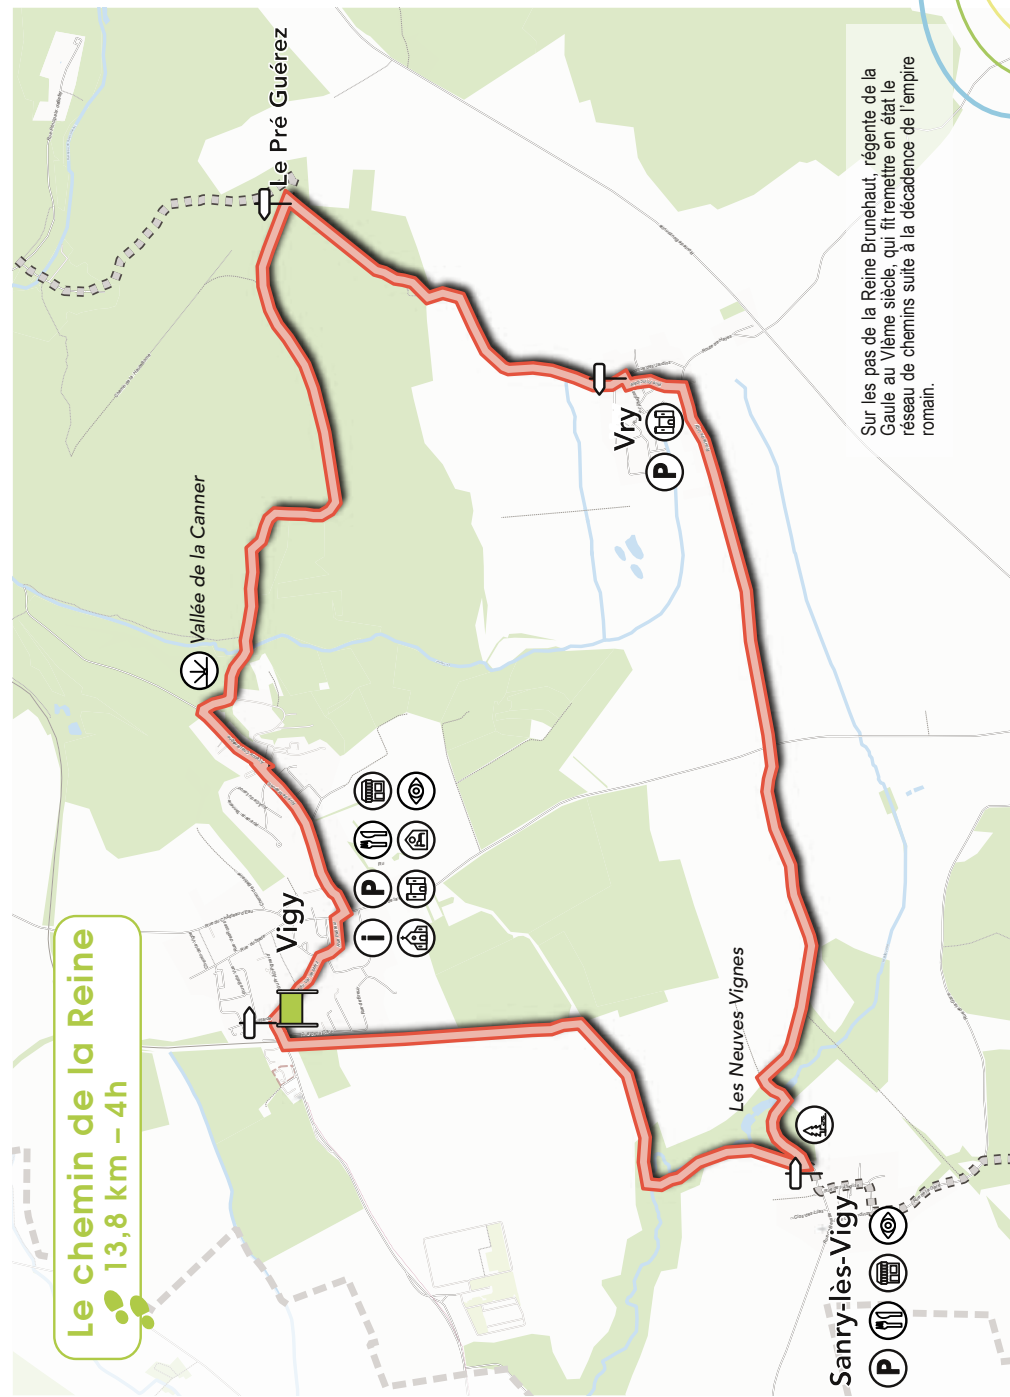 Le chemin de la Reine
13,8 km – 4h
Le Pré Guérez
Vallée de la Canner
Vigy
i
P
Vry
P
Les Neuves Vignes
Sanry-lès-Vigy
P
Sur les pas de la Reine Brunehaut, régente de la
Gaule au VIème siècle, qui fit remettre en état le
réseau de chemins suite à la décadence de l'empire
romain.